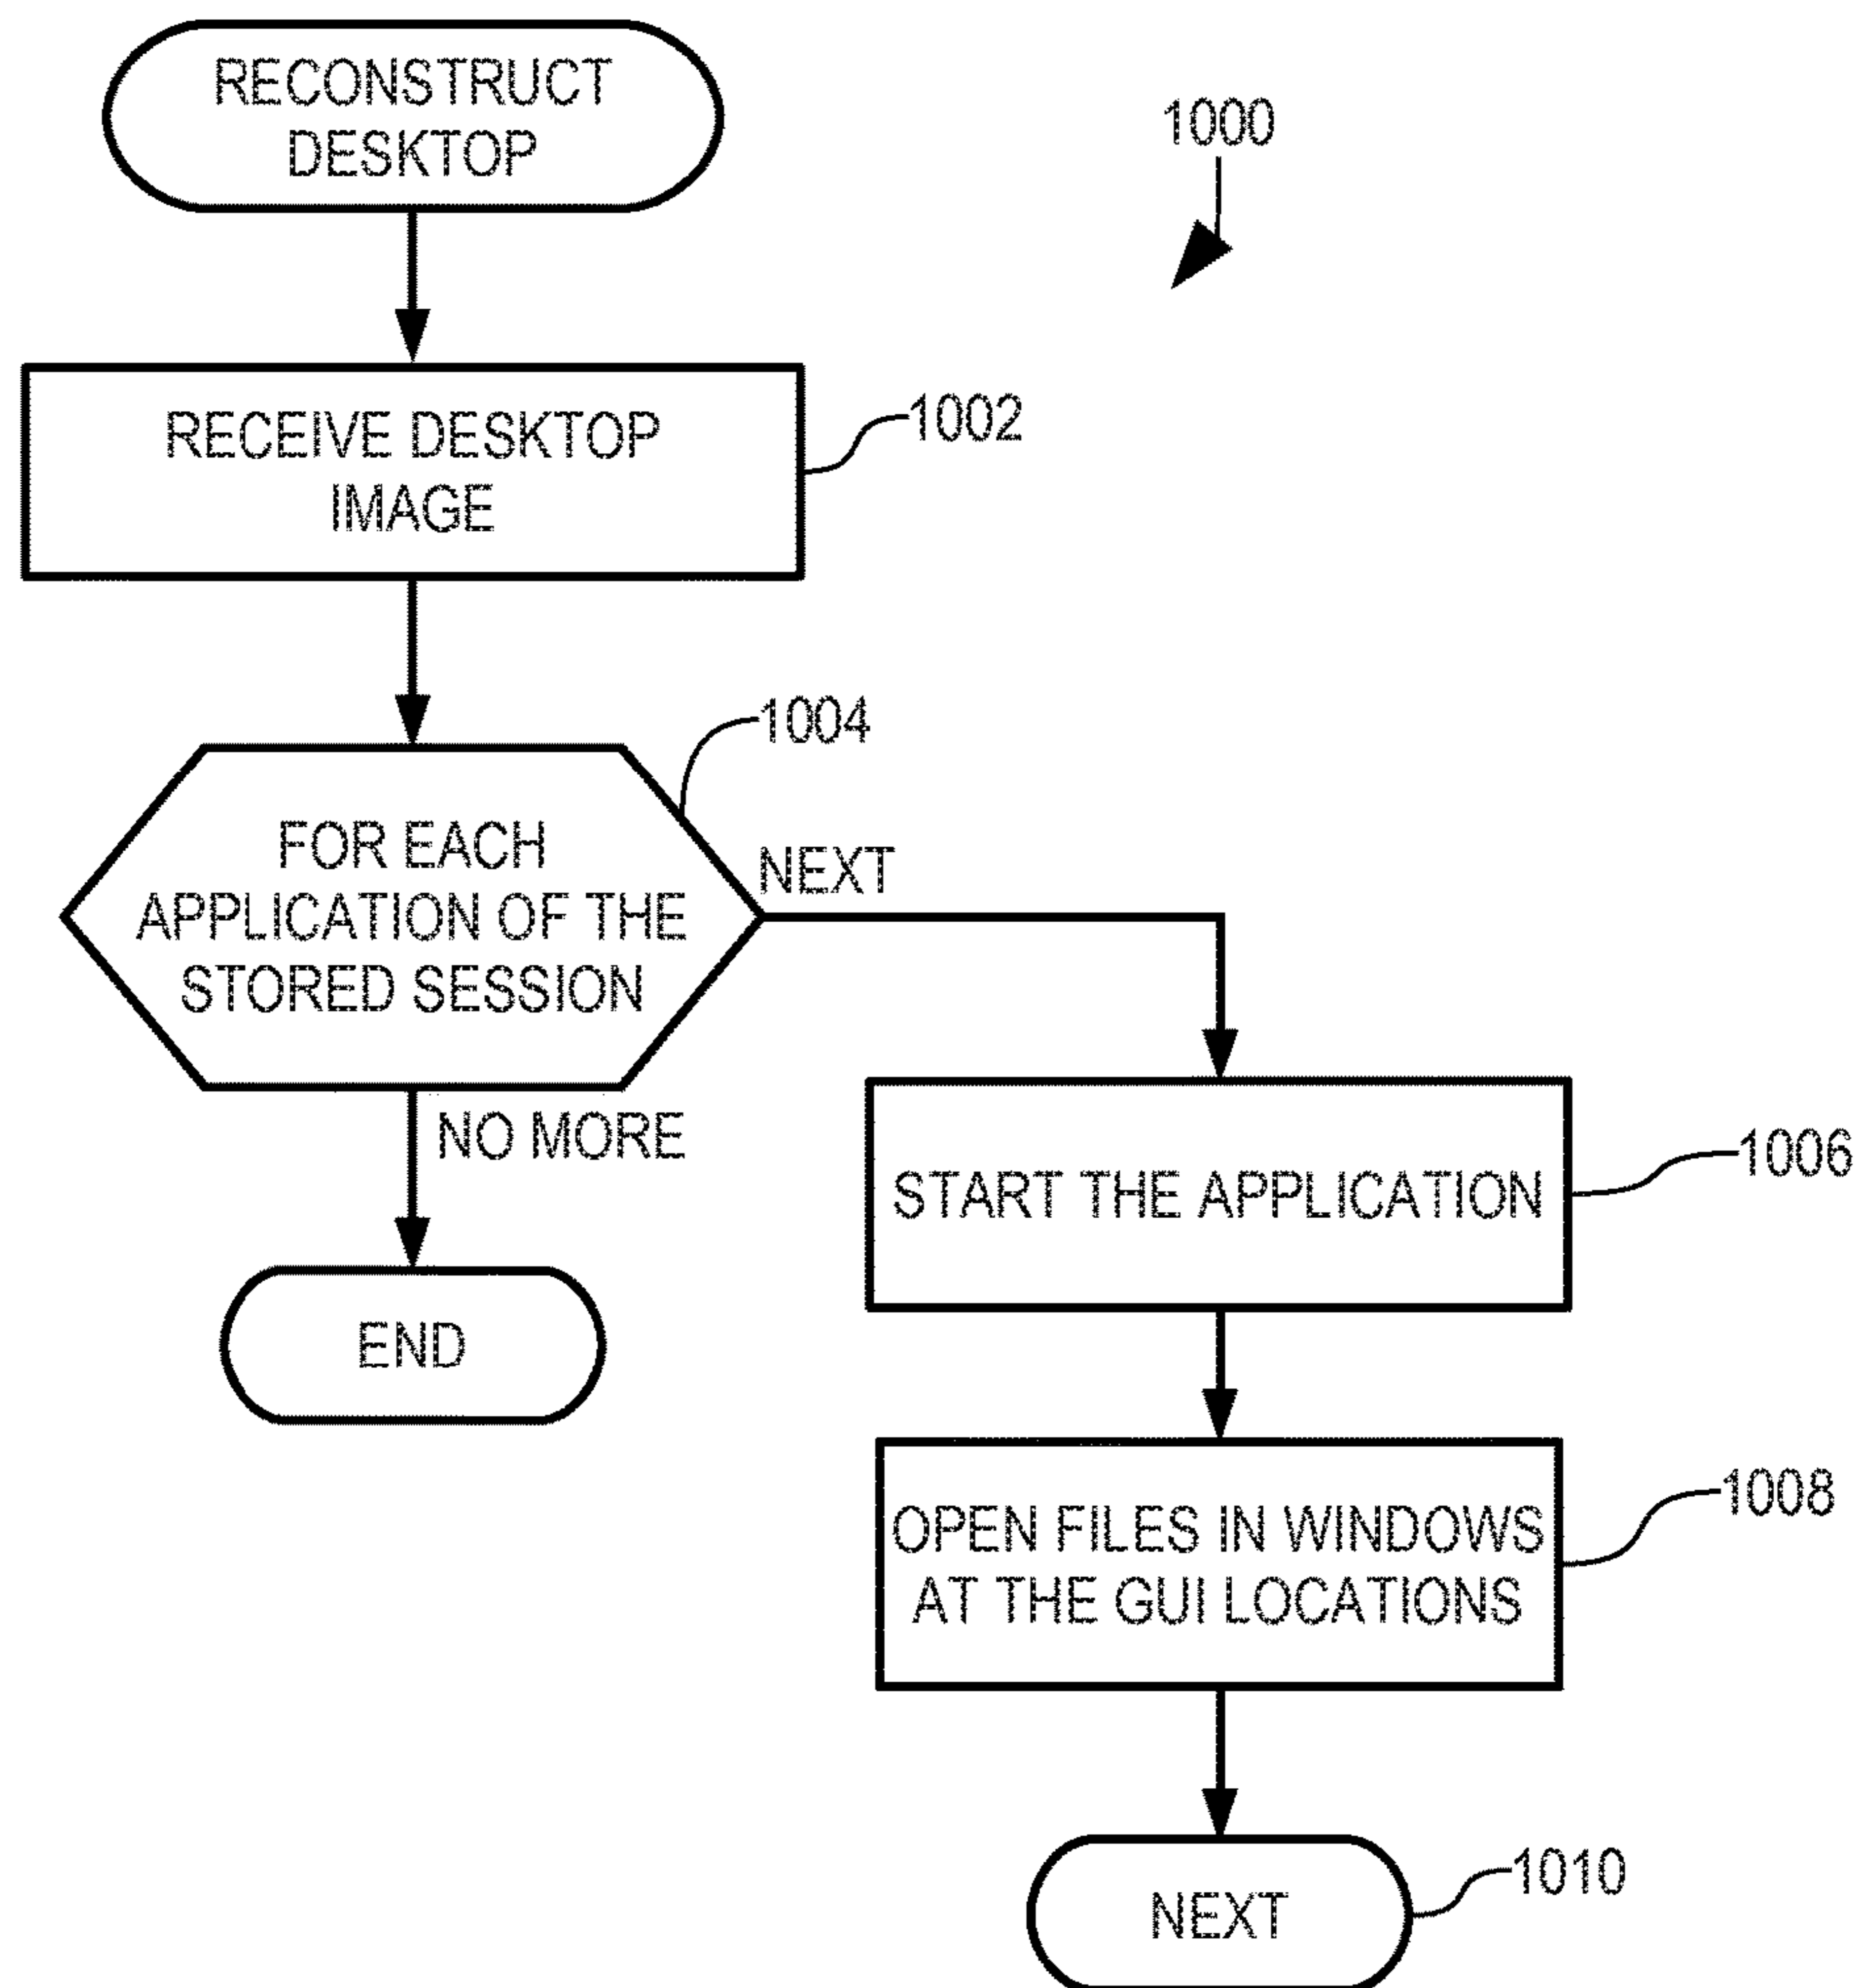 RECONSTRUCT
DESKTOP
1000
RECEIVE DESKTOP
IMAGE
1002
1004
FOR EACH
APPLICATION OF THE
STORED SESSION
NEXT
NO MORE
END
START THE APPLICATION
1006
OPEN FILES IN WINDOWS
AT THE GUI LOCATIONS
1008
NEXT
1010